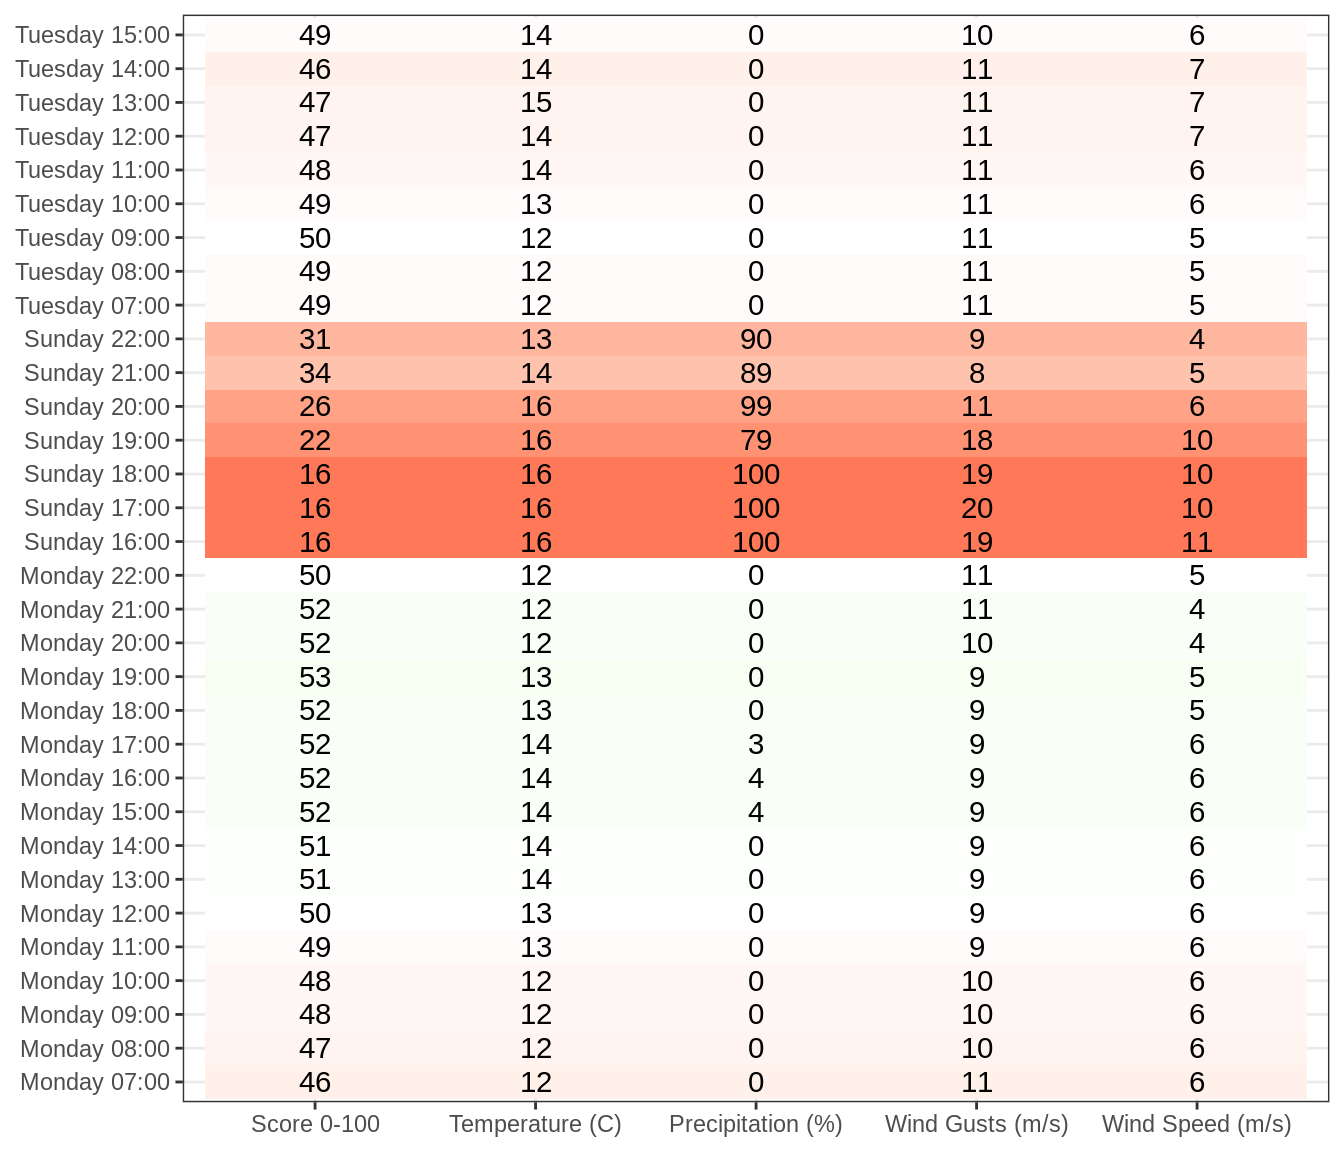 Tuesday 15:00 49 14 0 10 6
Tuesday 14:00 46 14 0 11 7
Tuesday 13:00 47 15 0 11 7
Tuesday 12:00 47 14 0 11 7
Tuesday 11:00 48 14 0 11 6
Tuesday 10:00 49 13 0 11 6
Tuesday 09:00 50 12 0 11 5
Tuesday 08:00 49 12 0 11 5
Tuesday 07:00 49 12 0 11 5
Sunday 22:00 31 13 90 9 4
Sunday 21:00 34 14 89 8 5
Sunday 20:00 26 16 99 11 6
Sunday 19:00 22 16 79 18 10
Sunday 18:00 16 16 100 19 10
Sunday 17:00 16 16 100 20 10
Sunday 16:00 16 16 100 19 11
Monday 22:00 50 12 0 11 5
Monday 21:00 52 12 0 11 4
Monday 20:00 52 12 0 10 4
Monday 19:00 53 13 0 9 5
Monday 18:00 52 13 0 9 5
Monday 17:00 52 14 3 9 6
Monday 16:00 52 14 4 9 6
Monday 15:00 52 14 4 9 6
Monday 14:00 51 14 0 9 6
Monday 13:00 51 14 0 9 6
Monday 12:00 50 13 0 9 6
Monday 11:00 49 13 0 9 6
Monday 10:00 48 12 0 10 6
Monday 09:00 48 12 0 10 6
Monday 08:00 47 12 0 10 6
Monday 07:00 46 12 0 11 6
Score 0-100 Temperature (C) Precipitation (%) Wind Gusts (m/s) Wind Speed (m/s)